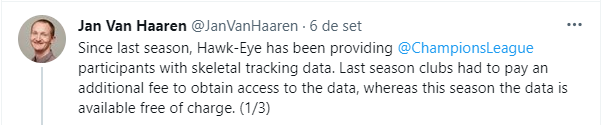 Jan Van Haaren @JanVanHaaren · 6 de set
Since last season, Hawk-Eye has been providing @ChampionsLeague
participants with skeletal tracking data. Last season clubs had to pay an
additional fee to obtain access to the data, whereas this season the data is
available free of charge. (1/3)